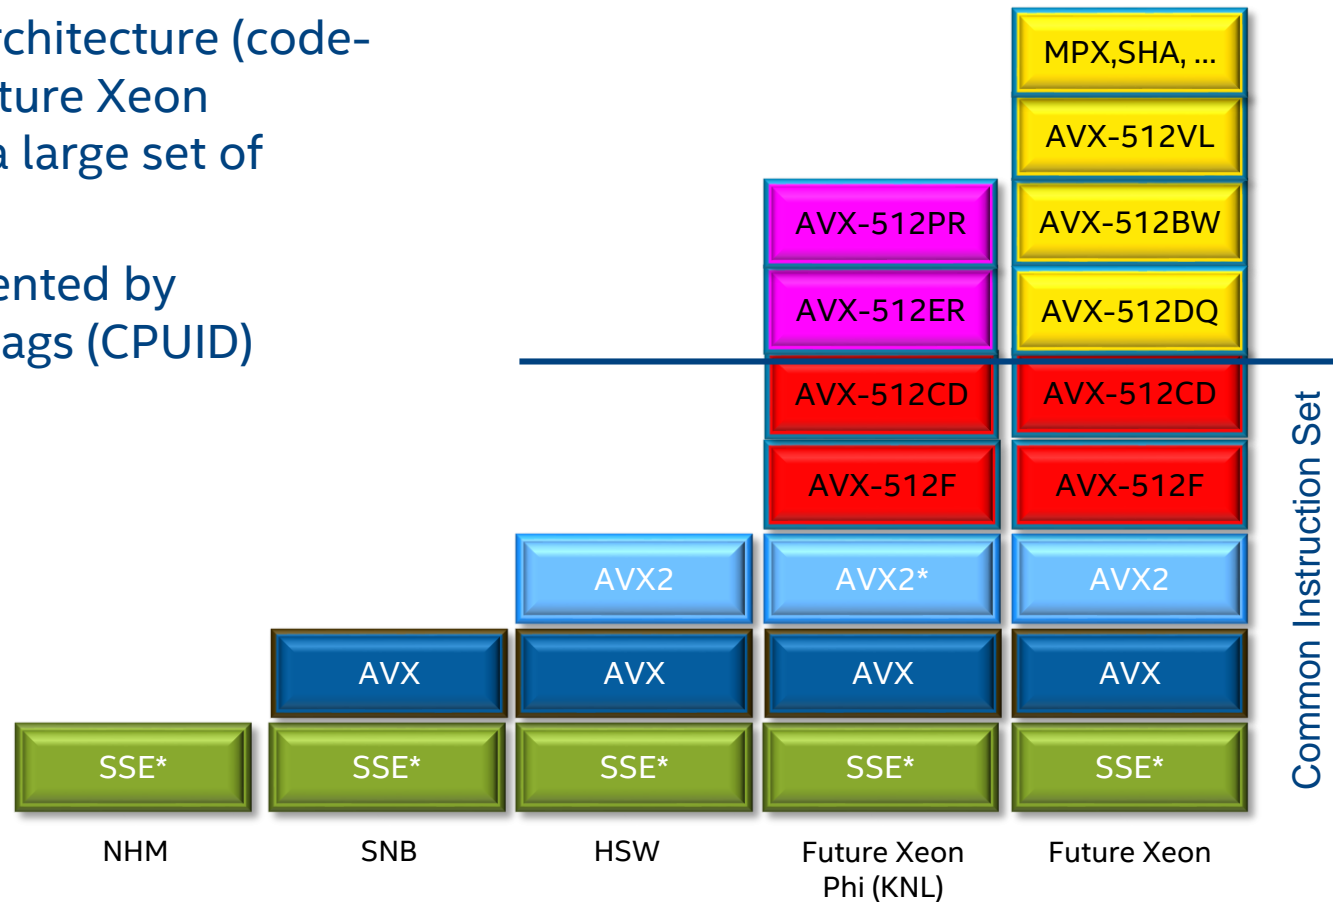 rchitecture (code-
ture Xeon
a large set of
ented by
lags (CPUID)
MPX,SHA, ...
AVX-512VL
AVX-512PR
AVX-512BW
AVX-512ER
AVX-512DQ
AVX-512CD
AVX-512CD
AVX-512F
AVX-512F
AVX2
AVX2*
AVX2
AVX
AVX
AVX
AVX
SSE*
SSE*
SSE*
SSE*
SSE*
NHM
SNB
HSW
Future Xeon
Phi (KNL)
Future Xeon
Common Instruction Set